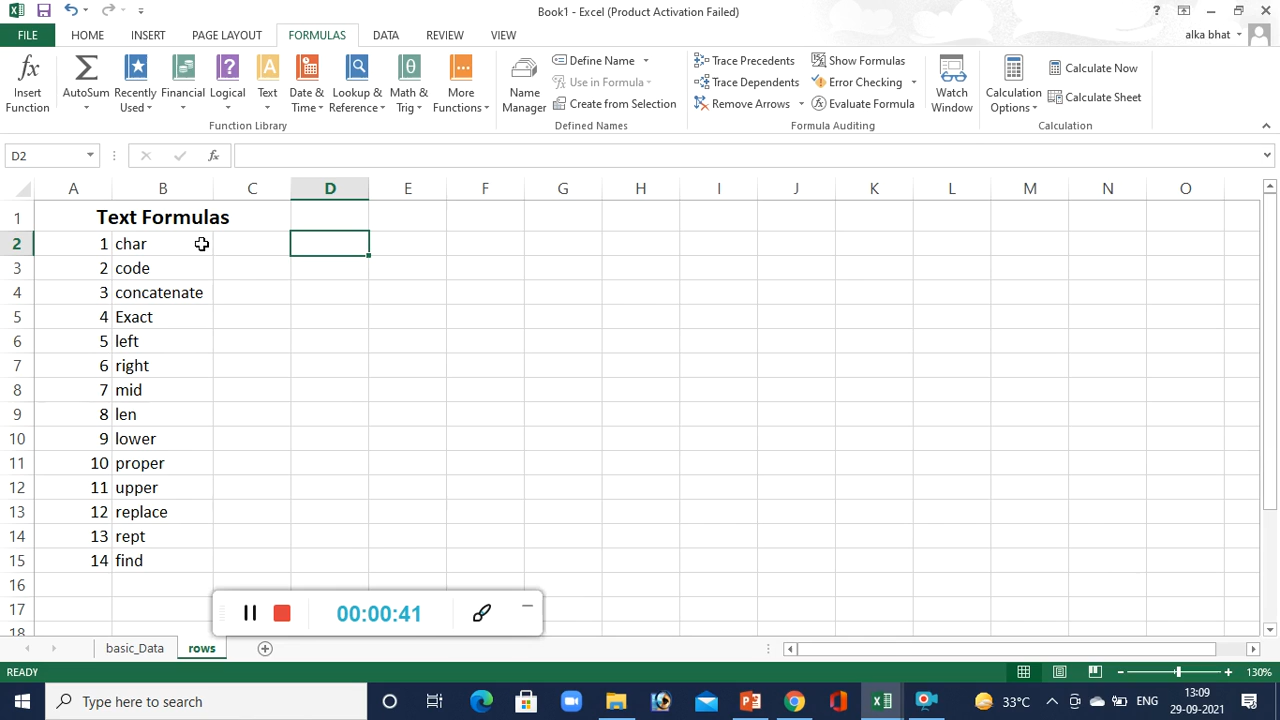 Book1 - Excel (Product Activation Failed)
FILE HOME INSERT PAGE LAYOUT FORMULAS DATA REVIEW VIEW alka bhat
Insert Function
AutoSum
Recently Used
Financial
Logical
Text
Date & Time
Lookup & Reference
Math & Trig
More Functions
Function Library
Name Manager
Define Name
Use in Formula
Create from Selection
Defined Names
Trace Precedents
Trace Dependents
Remove Arrows
Show Formulas
Error Checking
Evaluate Formula
Formula Auditing
Watch Window
Calculation Options
Calculate Now
Calculate Sheet
Calculation
D2 fx
A B C D E F G H I J K L M N O
1 Text Formulas
2 1 char
3 2 code
4 3 concatenate
5 4 Exact
6 5 left
7 6 right
8 7 mid
9 8 len
10 9 lower
11 10 proper
12 11 upper
13 12 replace
14 13 rept
15 14 find
16
17
18
00:00:41
basic_Data rows
READY 130%
Type here to search
33°C ENG 13:09
29-09-2021